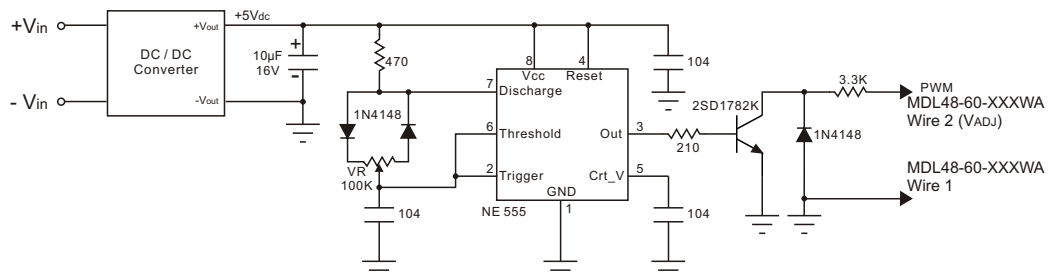 +Vin
- Vin
+Vout
DC / DC
Converter
-Vout
+5Vdc
+
10µF
16V
-
470
1N4148
VR
100K
104
8
4
Vcc
Reset
7
Discharge
6
Threshold
2
Trigger
Out
3
Crt_V
5
GND
1
NE 555
104
104
210
2SD1782K
1N4148
3.3K
PWM
MDL48-60-XXXWA
Wire 2 (VADJ)
MDL48-60-XXXWA
Wire 1